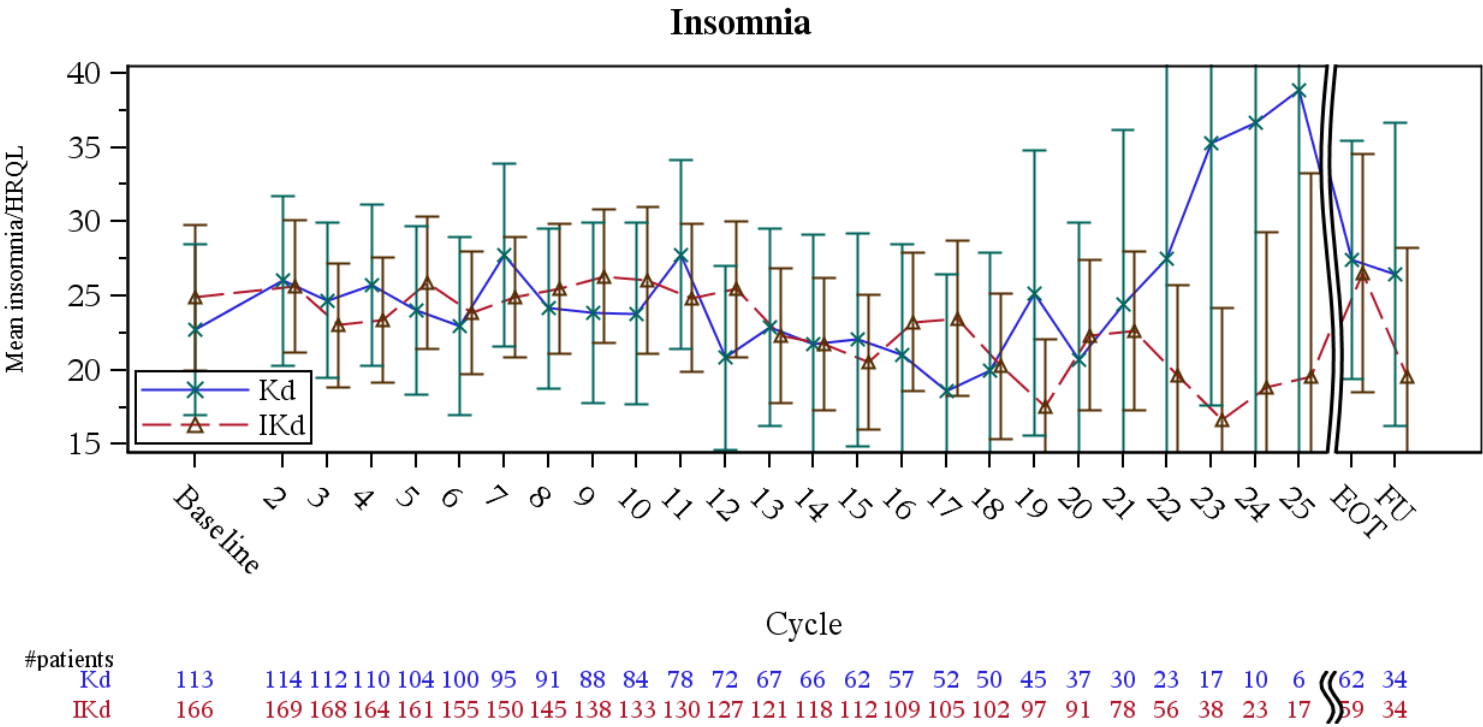 Insomnia
Mean insomnia/HRQL
40
35
30
25
20
15
Kd
IKd
Baseline 2 3 4 5 6 7 8 9 10 11 12 13 14 15 16 17 18 19 20 21 22 23 24 25 EOT FU
Cycle
#patients
Kd 113 114 112 110 104 100 95 91 88 84 78 72 67 66 62 57 52 50 45 37 30 23 17 10 6 62 34
IKd 166 169 168 164 161 155 150 145 138 133 130 127 121 118 112 109 105 102 97 91 78 56 38 23 17 59 34